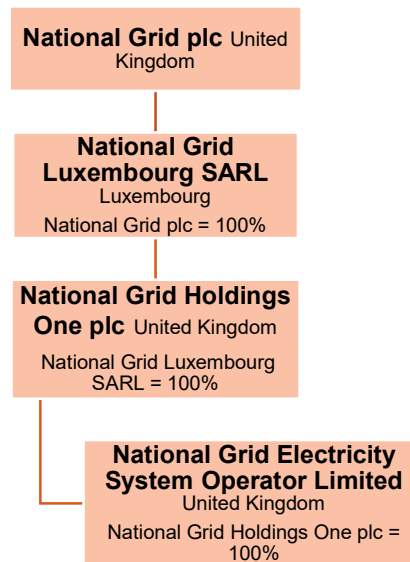 National Grid plc United
Kingdom
National Grid
Luxembourg SARL
Luxembourg
National Grid plc = 100%
National Grid Holdings
One plc United Kingdom
National Grid Luxembourg
SARL = 100%
National Grid Electricity
System Operator Limited
United Kingdom
National Grid Holdings One plc =
100%